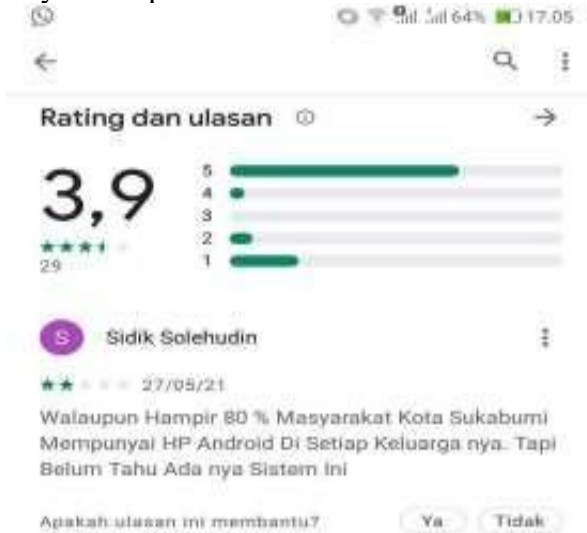 64% 17.05
Rating dan ulasan
3,9
5
4
3
2
1
29
S Sidik Solehudin
27/05/21
Walaupun Hampir 80 % Masyarakat Kota Sukabumi
Mempunyai HP Android Di Setiap Keluarga nya. Tapi
Belum Tahu Ada nya Sistem Ini
Apakah ulasan ini membantu? Ya Tidak